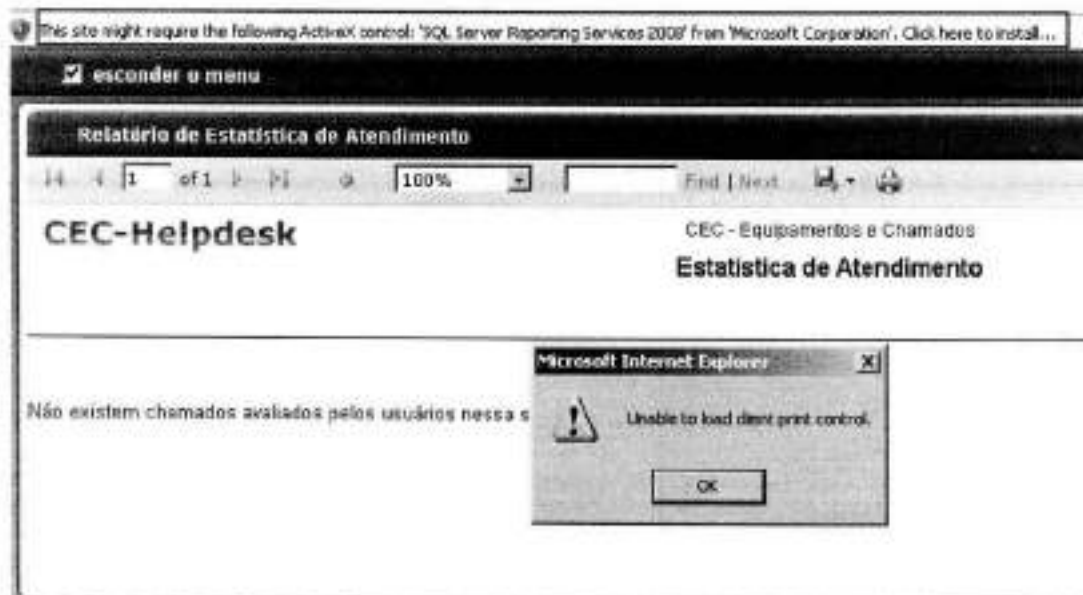 This site might require the following ActiveX control: 'SQL Server Reporting Services 2008' from 'Microsoft Corporation'. Click here to install...
esconder o menu
Relatório de Estatística de Atendimento
1 of 1 100% Find | Next
CEC-Helpdesk
CEC - Equipamentos e Chamados
Estatística de Atendimento
Microsoft Internet Explorer X
Não existem chamados avaliados pelos usuários nessa s
Unable to load client print control.
OK